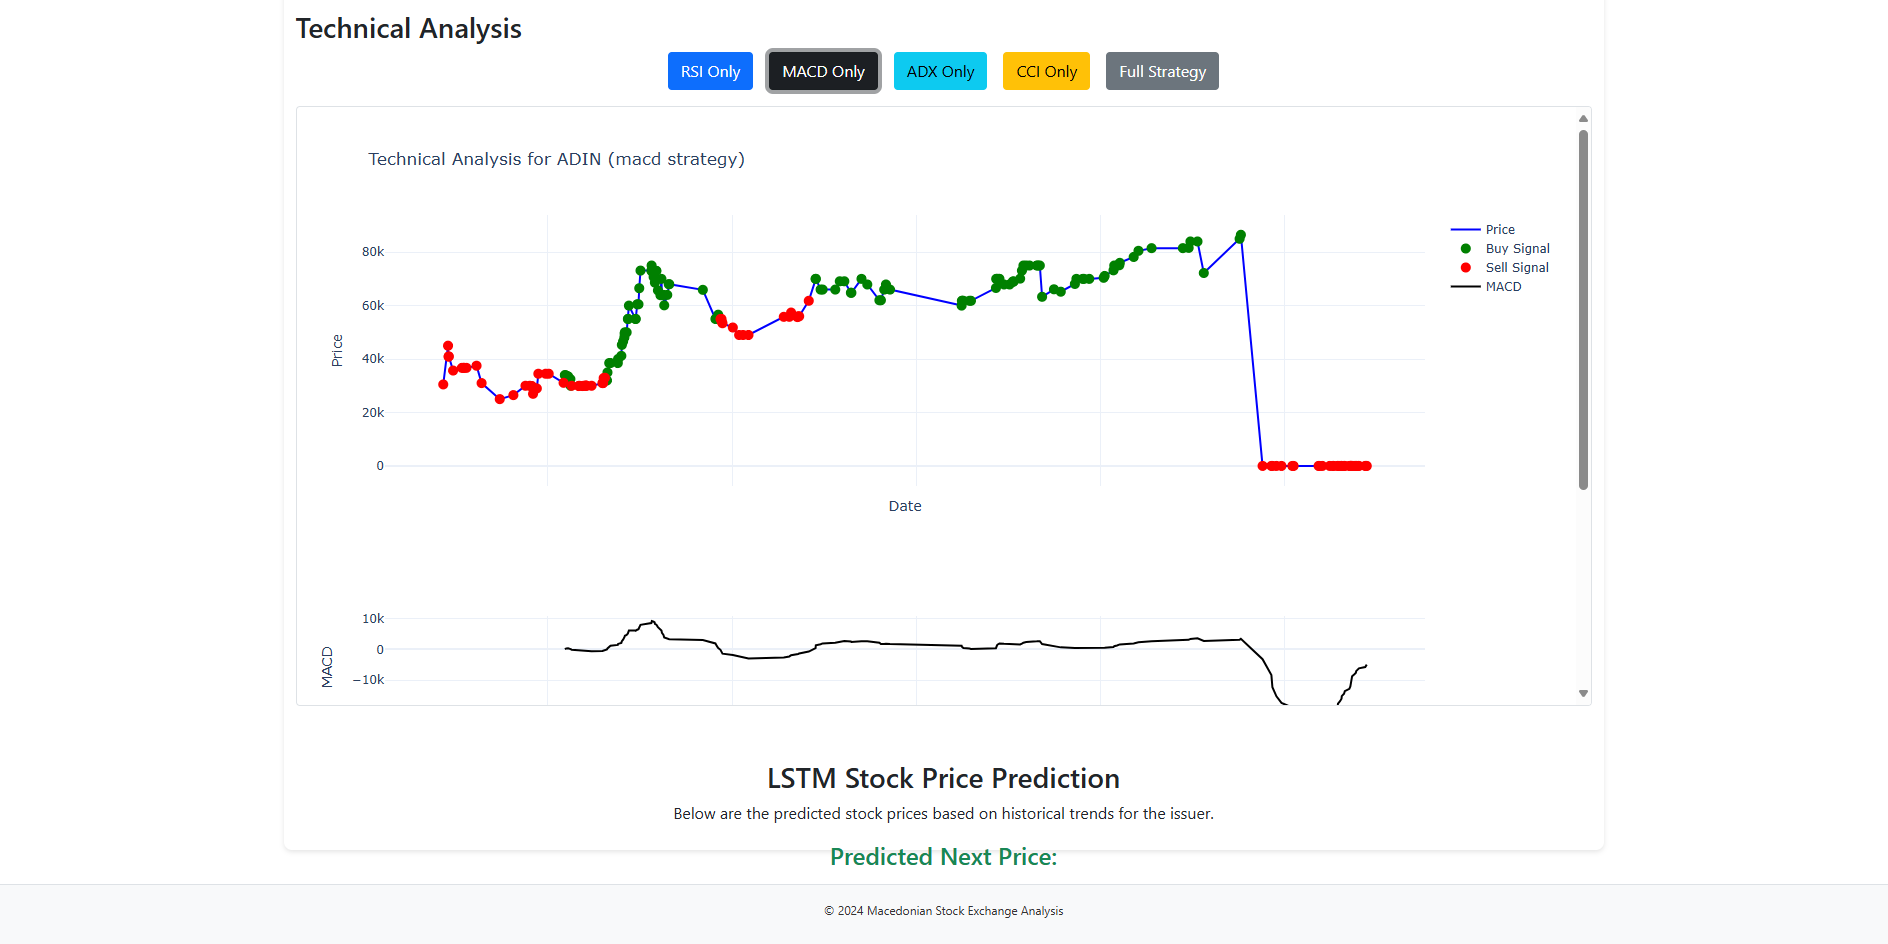 Technical Analysis
RSI Only
MACD Only
ADX Only
CCI Only
Full Strategy
Technical Analysis for ADIN (macd strategy)
Price
80k
60k
40k
20k
0
Date
Price
Buy Signal
Sell Signal
MACD
MACD
10k
0
−10k
LSTM Stock Price Prediction
Below are the predicted stock prices based on historical trends for the issuer.
Predicted Next Price:
© 2024 Macedonian Stock Exchange Analysis